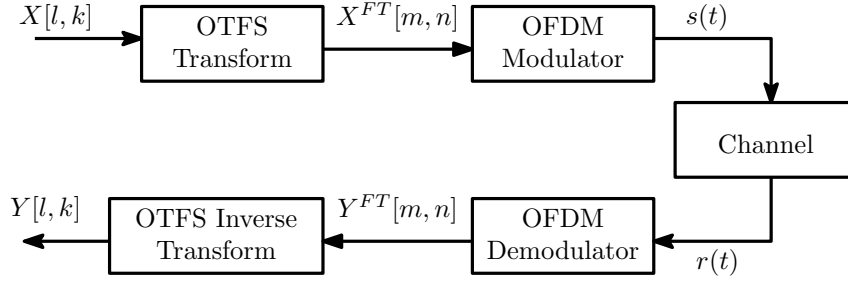 X[l, k]
OTFS
Transform
X^{FT}[m, n]
OFDM
Modulator
s(t)
Channel
Y[l, k]
OTFS Inverse
Transform
Y^{FT}[m, n]
OFDM
Demodulator
r(t)